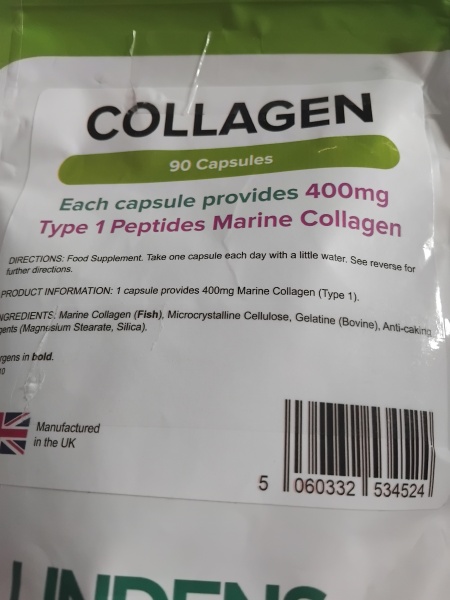 COLLAGEN
90 Capsules
Each capsule provides 400mg
Type 1 Peptides Marine Collagen
DIRECTIONS: Food Supplement. Take one capsule each day with a little water. See reverse for
further directions.
PRODUCT INFORMATION: 1 capsule provides 400mg Marine Collagen (Type 1).
NGREDIENTS: Marine Collagen (Fish), Microcrystalline Cellulose, Gelatine (Bovine), Anti-caking
gents (Magnesium Stearate, Silica).
rgens in bold.
Manufactured
in the UK
5 060332 534524
LINDENS